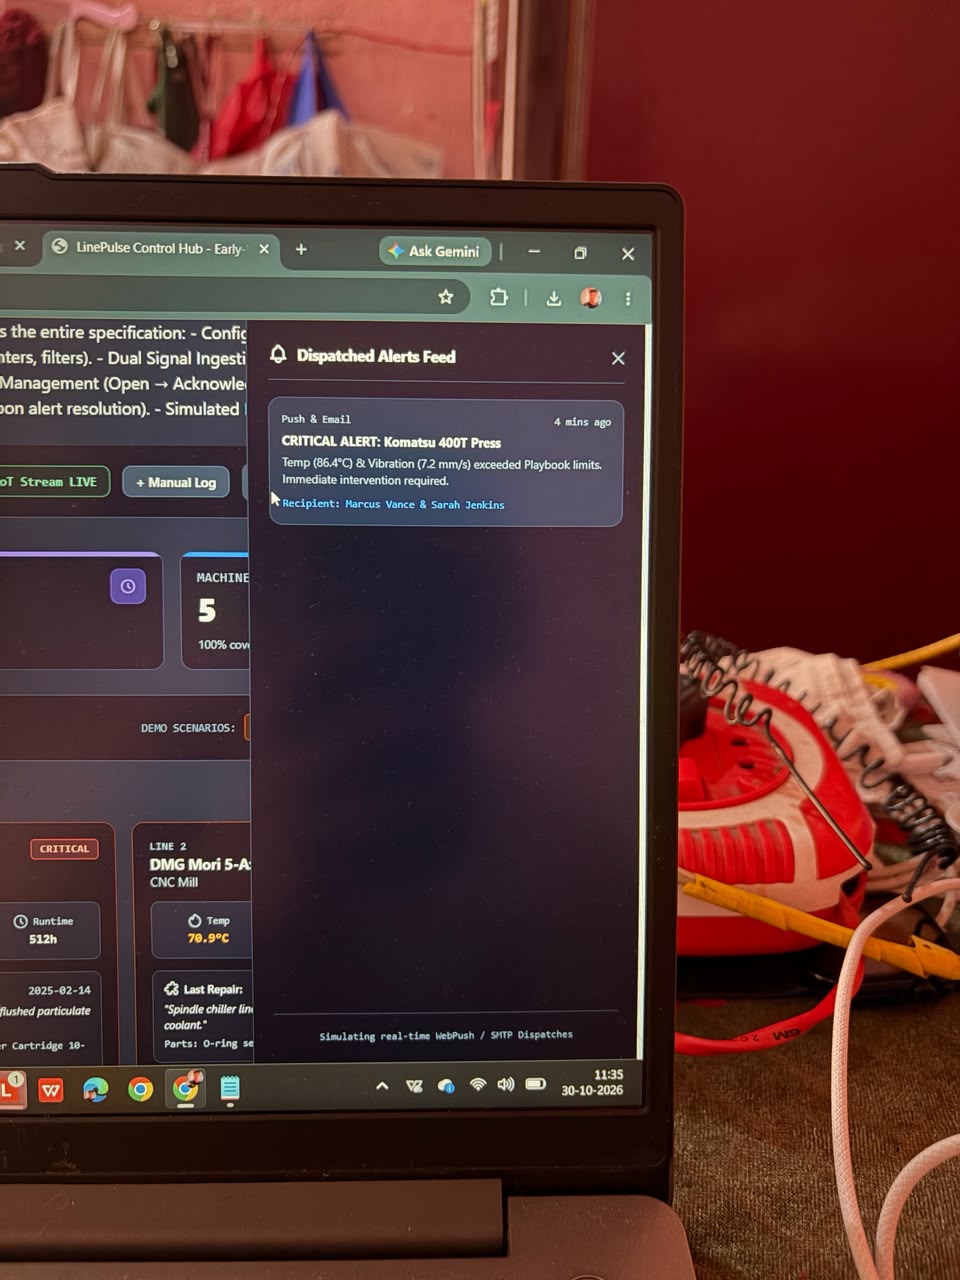 LinePulse Control Hub - Early-
Ask Gemini
s the entire specification: - Config
nters, filters). - Dual Signal Ingesti
Management (Open → Acknowle
oon alert resolution). - Simulated
Dispatched Alerts Feed
Push & Email
4 mins ago
CRITICAL ALERT: Komatsu 400T Press
Temp (86.4°C) & Vibration (7.2 mm/s) exceeded Playbook limits.
Immediate intervention required.
Recipient: Marcus Vance & Sarah Jenkins
oT Stream LIVE
+ Manual Log
MACHINE
5
100% cov
DEMO SCENARIOS:
CRITICAL
Runtime
512h
2025-02-14
flushed particulate
r Cartridge 10-
LINE 2
DMG Mori 5-A
CNC Mill
Temp
70.9°C
Last Repair:
"Spindle chiller lin
coolant."
Parts: O-ring se
Simulating real-time WebPush / SMTP Dispatches
L
1
W
11:35
30-10-2026
GM